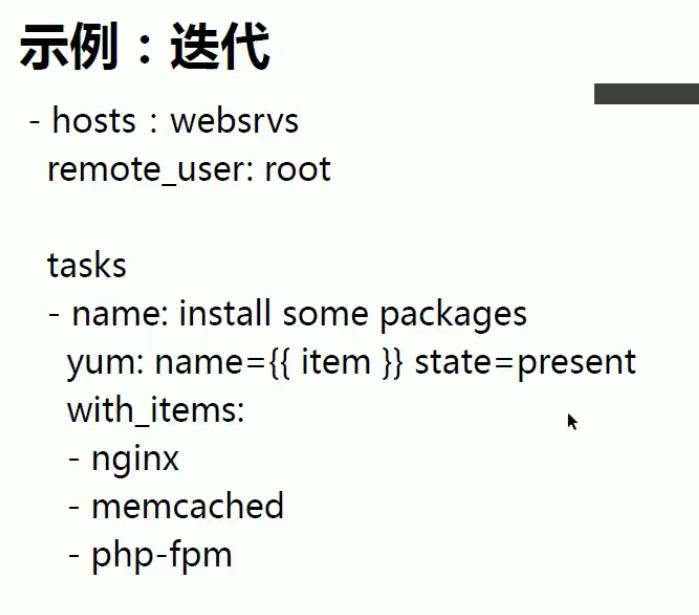 示例：迭代
- hosts：websrvs
remote_user: root
tasks
- name: install some packages
yum: name={{ item }} state=present
with_items:
- nginx
- memcached
- php-fpm